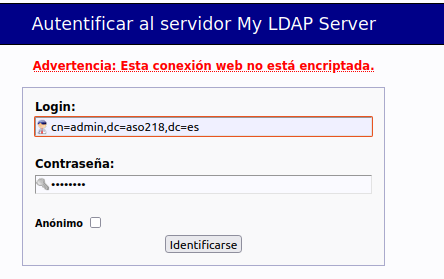 Autentificar al servidor My LDAP Server
Advertencia: Esta conexión web no está encriptada.
Login:
cn=admin,dc=aso218,dc=es
Contraseña:
••••••••
Anónimo
Identificarse